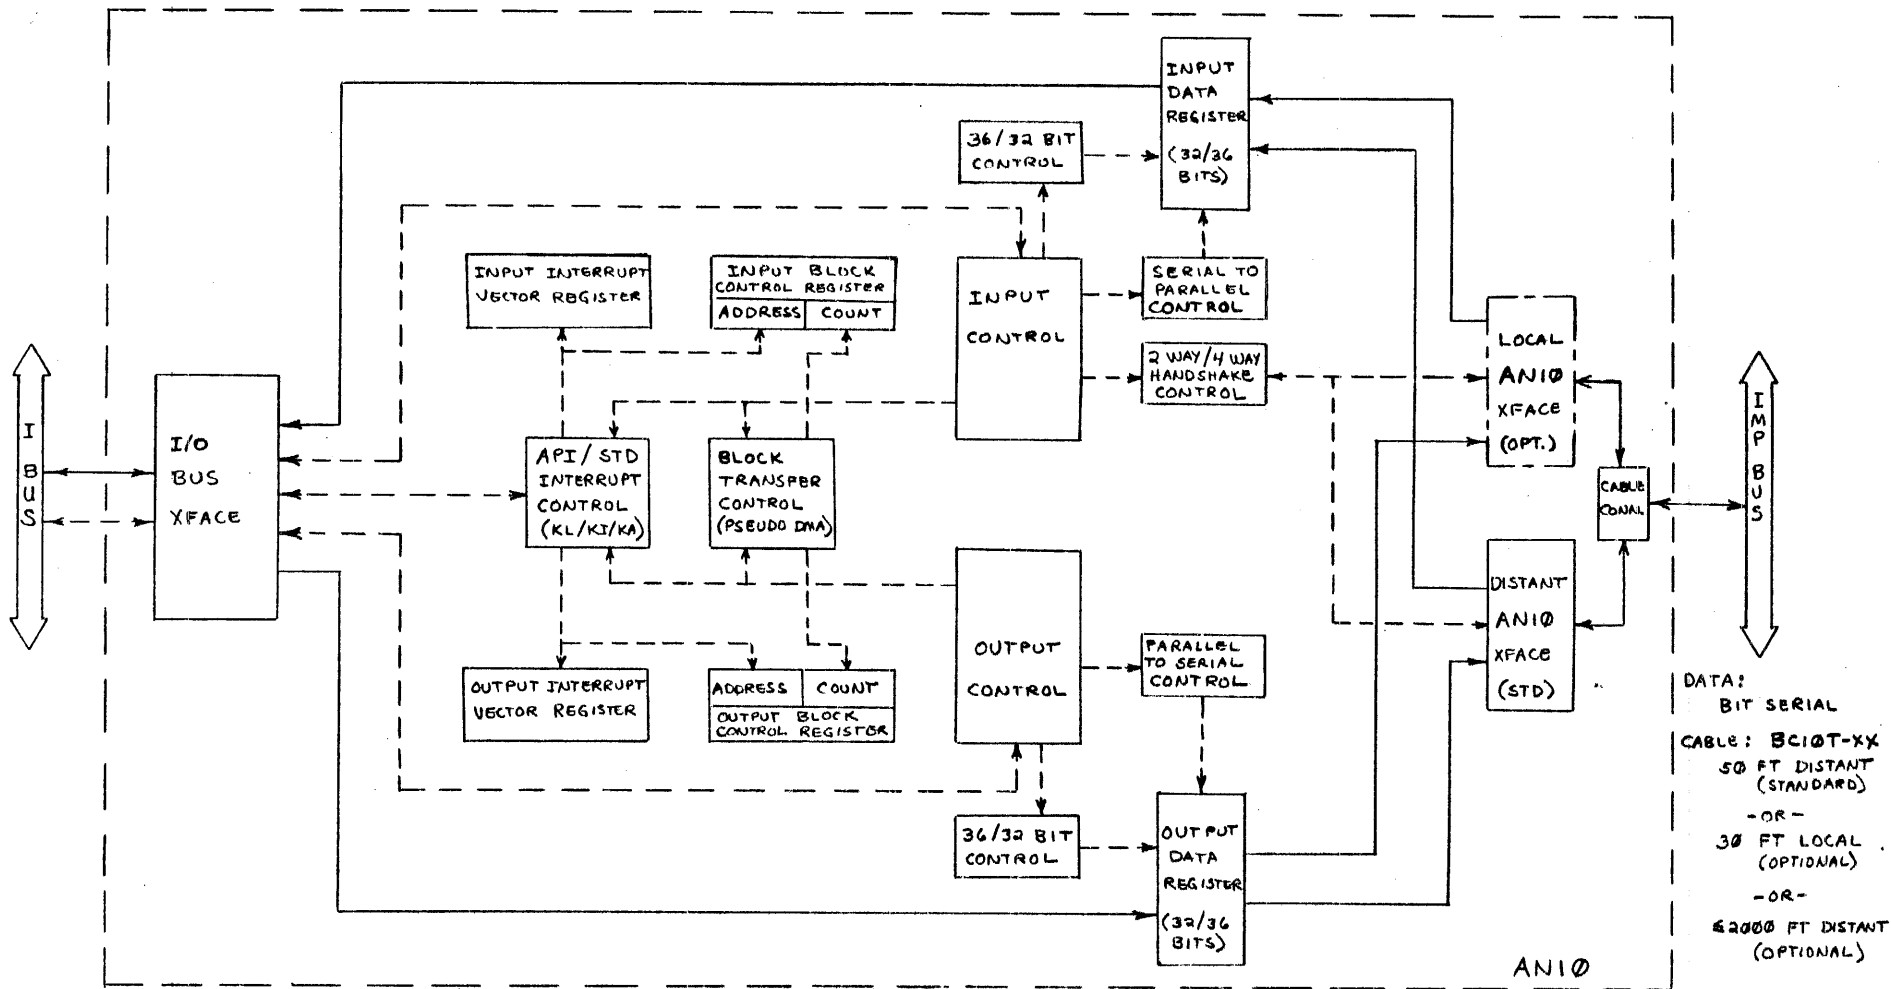 INPUT
DATA
REGISTER
(32/36
BITS)
36/32 BIT
CONTROL
INPUT INTERRUPT
VECTOR REGISTER
INPUT BLOCK
CONTROL REGISTER
ADDRESS
COUNT
INPUT
CONTROL
SERIAL TO
PARALLEL
CONTROL
2 WAY/4 WAY
HANDSHAKE
CONTROL
LOCAL
AN10
XFACE
(OPT.)
I
BUS
I/O
BUS
XFACE
API/STD
INTERRUPT
CONTROL
(KL/KI/KA)
BLOCK
TRANSFER
CONTROL
(PSEUDO DMA)
CABLE
CONAL
IMP BUS
DISTANT
AN10
XFACE
(STD)
OUTPUT
CONTROL
PARALLEL
TO SERIAL
CONTROL
OUTPUT INTERRUPT
VECTOR REGISTER
ADDRESS
COUNT
OUTPUT BLOCK
CONTROL REGISTER
36/32 BIT
CONTROL
OUTPUT
DATA
REGISTER
(32/36
BITS)
DATA:
BIT SERIAL
CABLE: BC10T-XX
50 FT DISTANT
(STANDARD)
-OR-
30 FT LOCAL
(OPTIONAL)
-OR-
≤2000 FT DISTANT
(OPTIONAL)
AN10